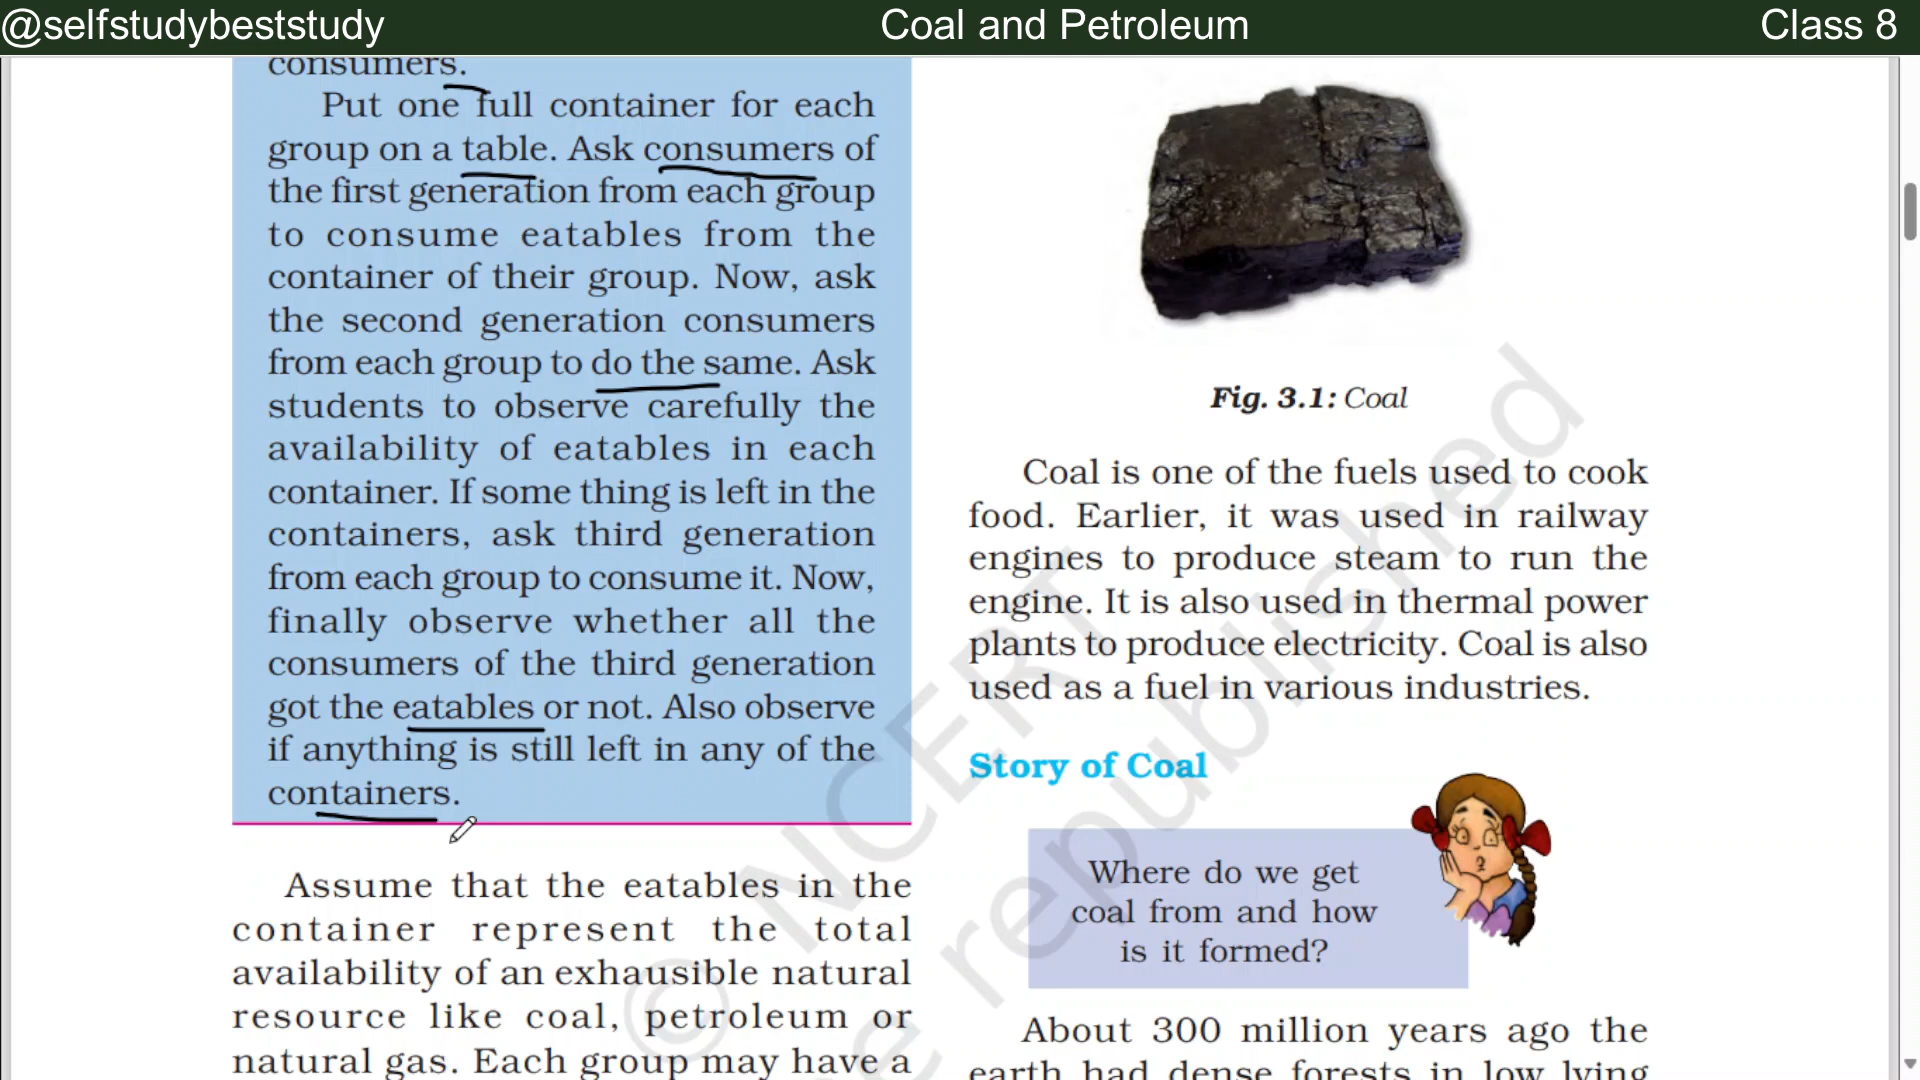 @selfstudybeststudy
Coal and Petroleum
Class 8
consumers.
Put one full container for each
group on a table. Ask consumers of
the first generation from each group
to consume eatables from the
container of their group. Now, ask
the second generation consumers
from each group to do the same. Ask
students to observe carefully the
availability of eatables in each
container. If some thing is left in the
containers, ask third generation
from each group to consume it. Now,
finally observe whether all the
consumers of the third generation
got the eatables or not. Also observe
if anything is still left in any of the
containers.
Assume that the eatables in the
container represent the total
availability of an exhausible natural
resource like coal, petroleum or
natural gas. Each group may have a
Fig. 3.1: Coal
Coal is one of the fuels used to cook
food. Earlier, it was used in railway
engines to produce steam to run the
engine. It is also used in thermal power
plants to produce electricity. Coal is also
used as a fuel in various industries.
Story of Coal
Where do we get
coal from and how
is it formed?
About 300 million years ago the
earth had dense forests in low lying
© NCERT
e republished